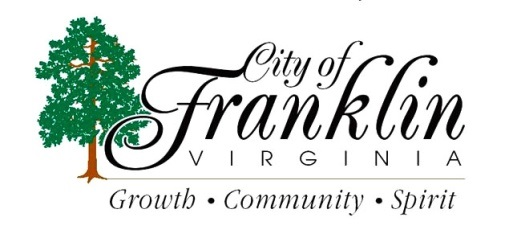 City of
Franklin
VIRGINIA
Growth • Community • Spirit